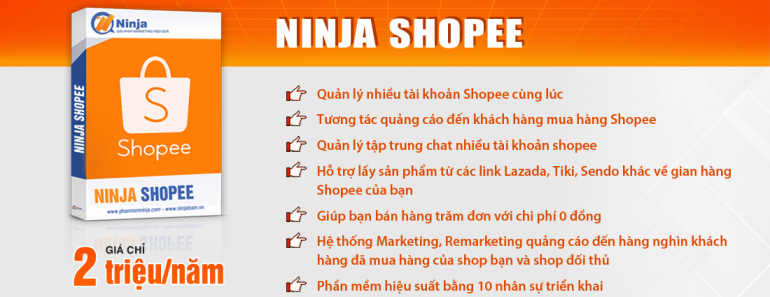 Ninja
GIẢI PHÁP MARKETING HIỆU QUẢ
NINJA SHOPEE
S
Shopee
NINJA SHOPEE
www.phanmemninja.com – www.ninjateam.vn
GIÁ CHỈ
2 triệu/năm
NINJA SHOPEE
Quản lý nhiều tài khoản Shopee cùng lúc
Tương tác quảng cáo đến khách hàng mua hàng Shopee
Quản lý tập trung chat nhiều tài khoản shopee
Hỗ trợ lấy sản phẩm từ các link Lazada, Tiki, Sendo khác về gian hàng
Shopee của bạn
Giúp bạn bán hàng trăm đơn với chi phí 0 đồng
Hệ thống Marketing, Remarketing quảng cáo đến hàng nghìn khách
hàng đã mua hàng của shop bạn và shop đối thủ
Phần mềm hiệu suất bằng 10 nhân sự triển khai